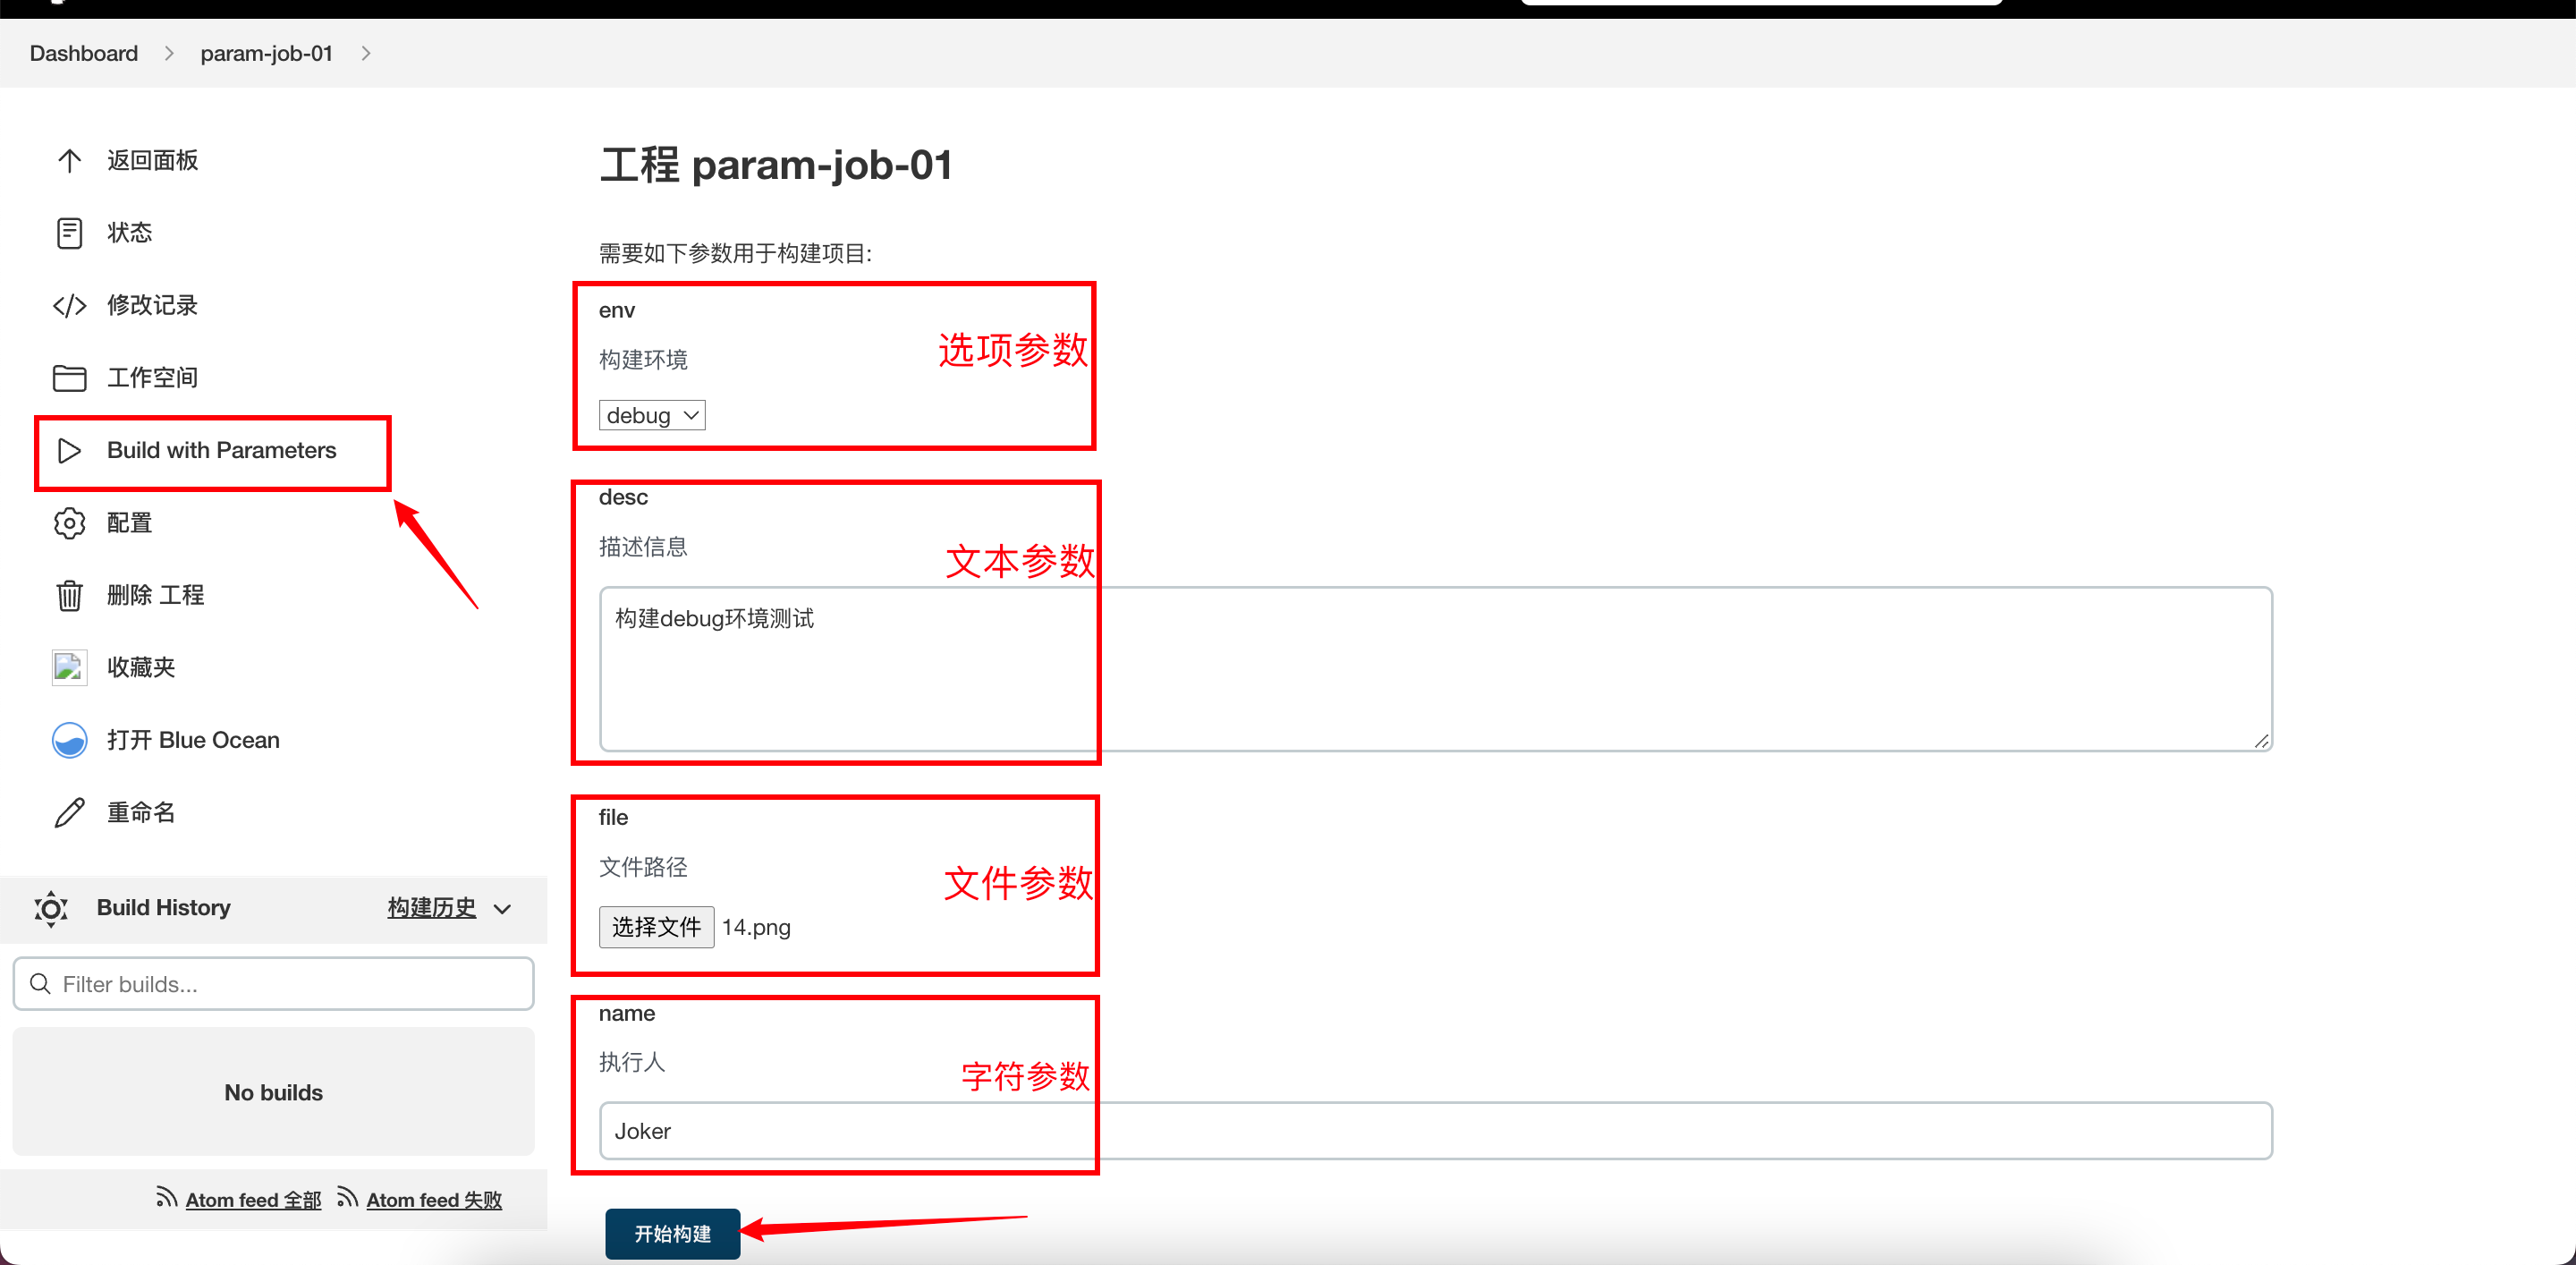 Dashboard > param-job-01 >
返回面板
状态
修改记录
工作空间
Build with Parameters
配置
删除 工程
收藏夹
打开 Blue Ocean
重命名
Build History 构建历史
Filter builds...
No builds
Atom feed 全部 Atom feed 失败
工程 param-job-01
需要如下参数用于构建项目:
env
构建环境
选项参数
debug
desc
描述信息
文本参数
构建debug环境测试
file
文件路径
文件参数
选择文件 14.png
name
执行人
字符参数
Joker
开始构建